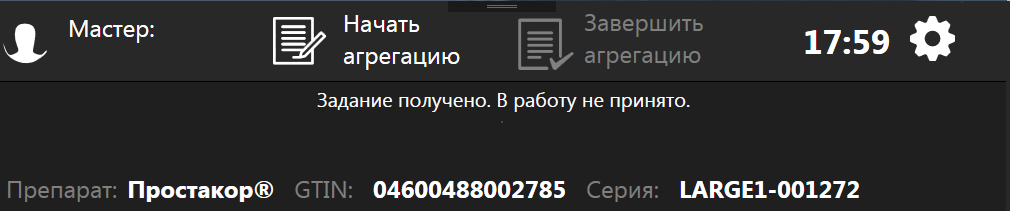 Мастер:
Начать
агрегацию
Завершить
агрегацию
17:59
Задание получено. В работу не принято.
Препарат: Простакор® GTIN: 04600488002785 Серия: LARGE1-001272